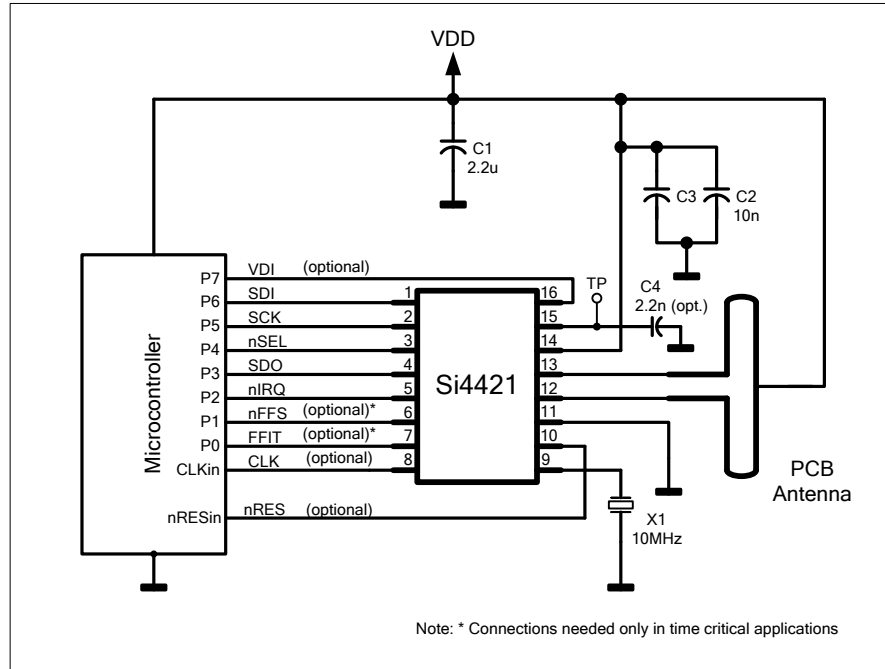 VDD
C1
2.2u
C3
C2
10n
Microcontroller
P7
VDI (optional)
P6
SDI
1
16
P5
SCK
2
15
TP
C4
2.2n (opt.)
P4
nSEL
3
14
P3
SDO
4
13
P2
nIRQ
5
12
P1
nFFS (optional)*
6
11
P0
FFIT (optional)*
7
10
CLKin
CLK (optional)
8
9
Si4421
nRESin
nRES (optional)
X1
10MHz
PCB
Antenna
Note: * Connections needed only in time critical applications